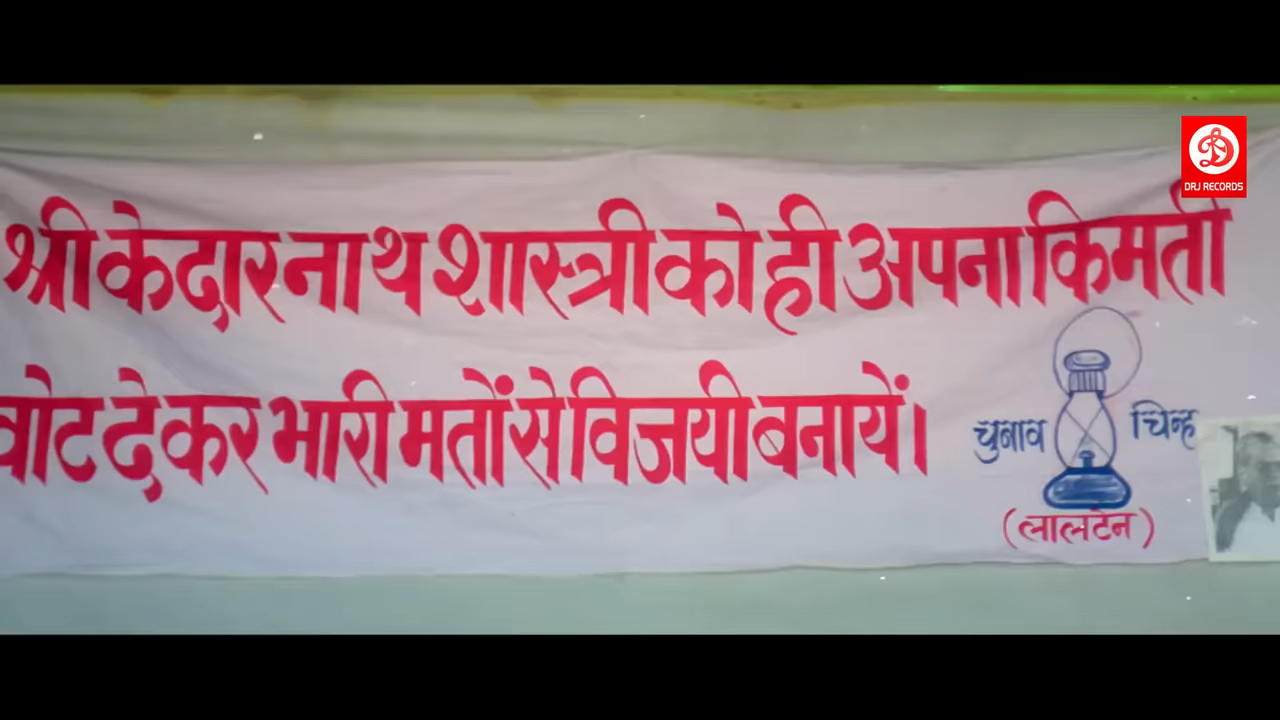 DRJ RECORDS
श्री केदारनाथ शास्त्री को ही अपना किमती
वोट देकर भारी मतों से विजयी बनायें।
चुनाव चिन्ह
(लालटेन)